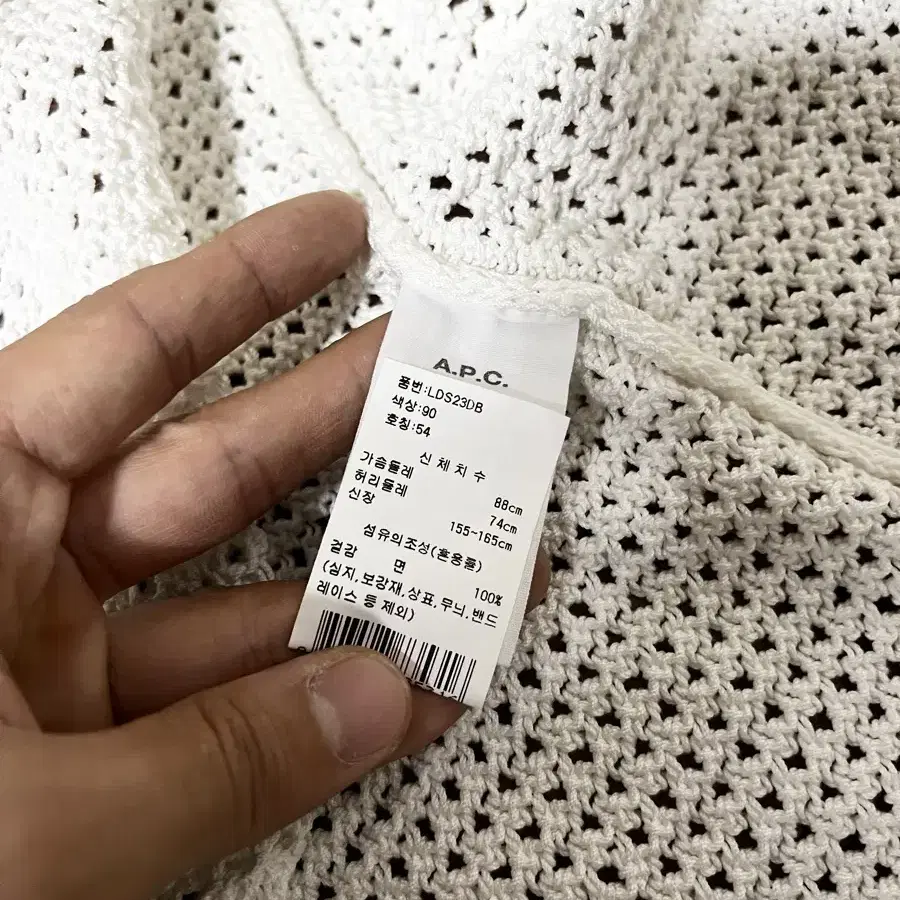 A.P.C.
품번:LDS23DB
색상:90
호칭:54
신체치수
가슴둘레 88cm
허리둘레 74cm
신장 155~165cm
섬유의조성(혼용률)
겉감 면 100%
(심지,보강재,상표,무늬,밴드
레이스 등 제외)